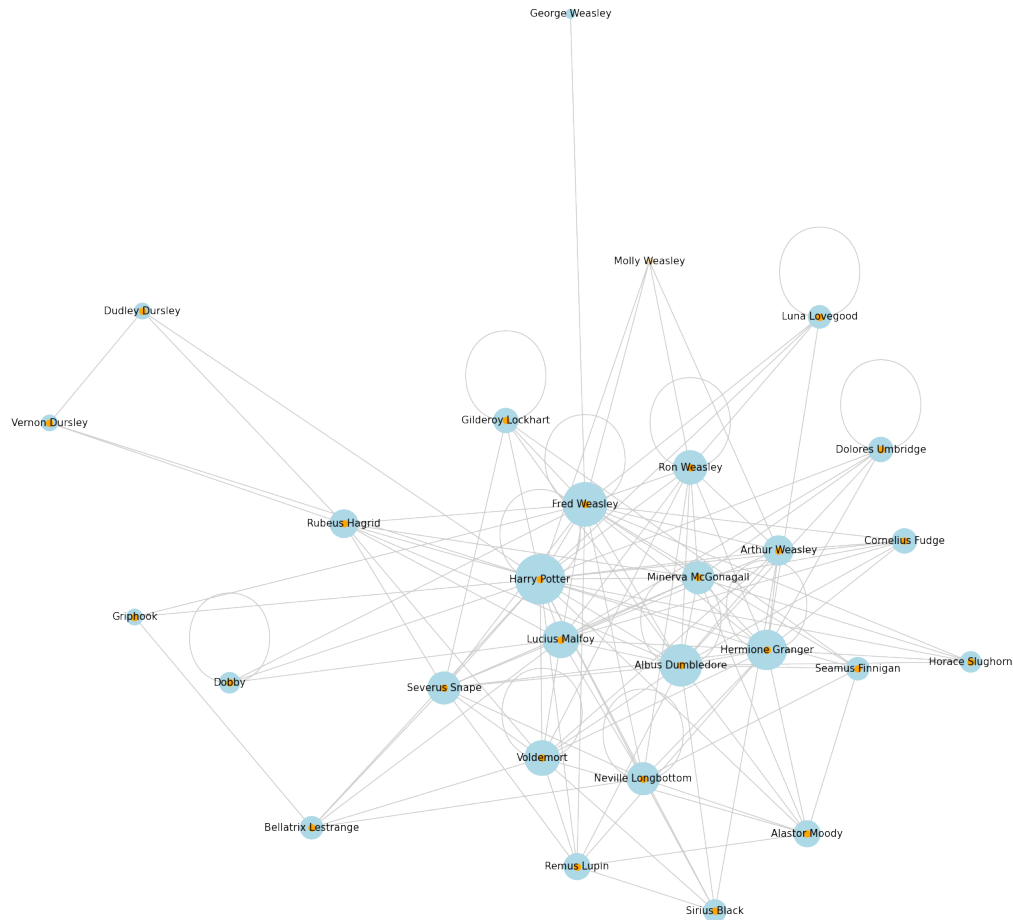 George Weasley
Molly Weasley
Dudley Dursley
Luna Lovegood
Vernon Dursley
Gilderoy Lockhart
Dolores Umbridge
Ron Weasley
Fred Weasley
Rubeus Hagrid
Cornelius Fudge
Arthur Weasley
Harry Potter
Minerva McGonagall
Griphook
Lucius Malfoy
Hermione Granger
Albus Dumbledore
Seamus Finnigan
Horace Slughorn
Dobby
Severus Snape
Voldemort
Neville Longbottom
Bellatrix Lestrange
Alastor Moody
Remus Lupin
Sirius Black